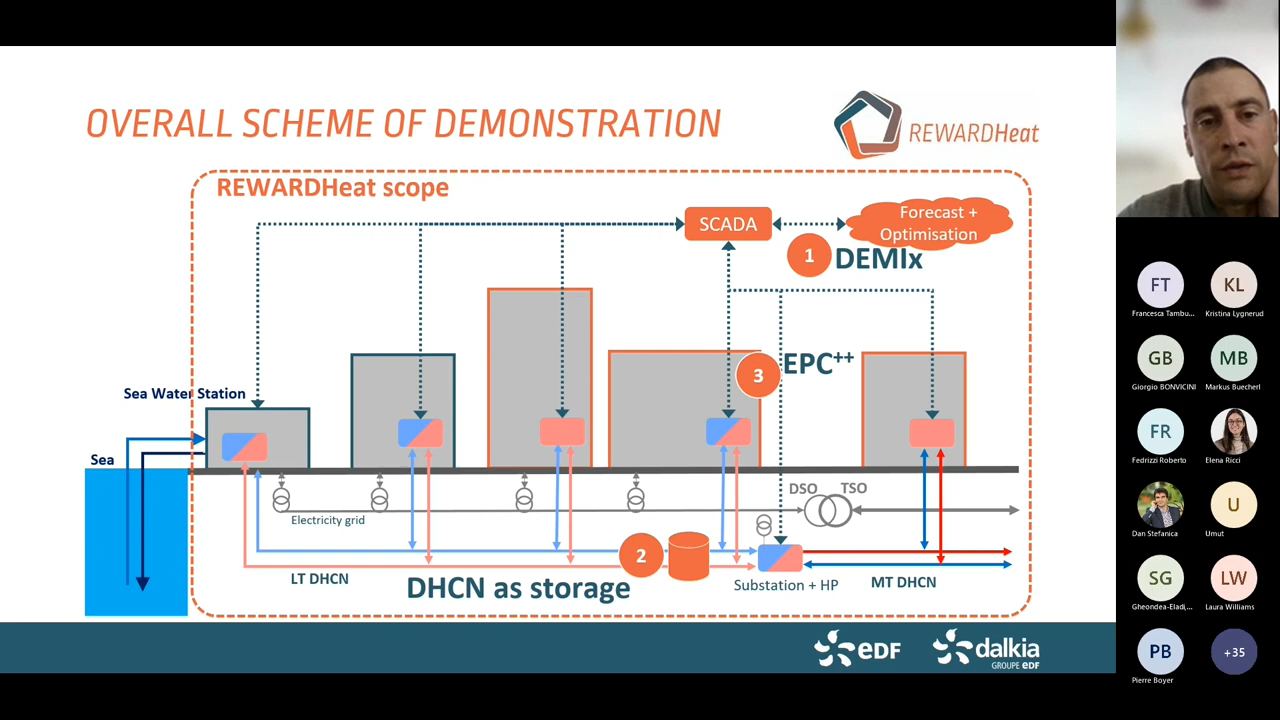 OVERALL SCHEME OF DEMONSTRATION
REWARDHeat
REWARDHeat scope
SCADA
Forecast +
Optimisation
1
DEMIx
3
EPC++
Sea Water Station
Sea
DSO
TSO
Electricity grid
2
LT DHCN
DHCN as storage
Substation + HP
MT DHCN
eDF
dalkia
GROUPE eDF
FT
Francesca Tambu...
KL
Kristina Lygnerud
GB
Giorgio BONVICINI
MB
Markus Buecherl
FR
Fedrizzi Roberto
Elena Ricci
Dan Stefanica
U
Umut
SG
Gheondea-Eladi,...
LW
Laura Williams
PB
Pierre Boyer
+35